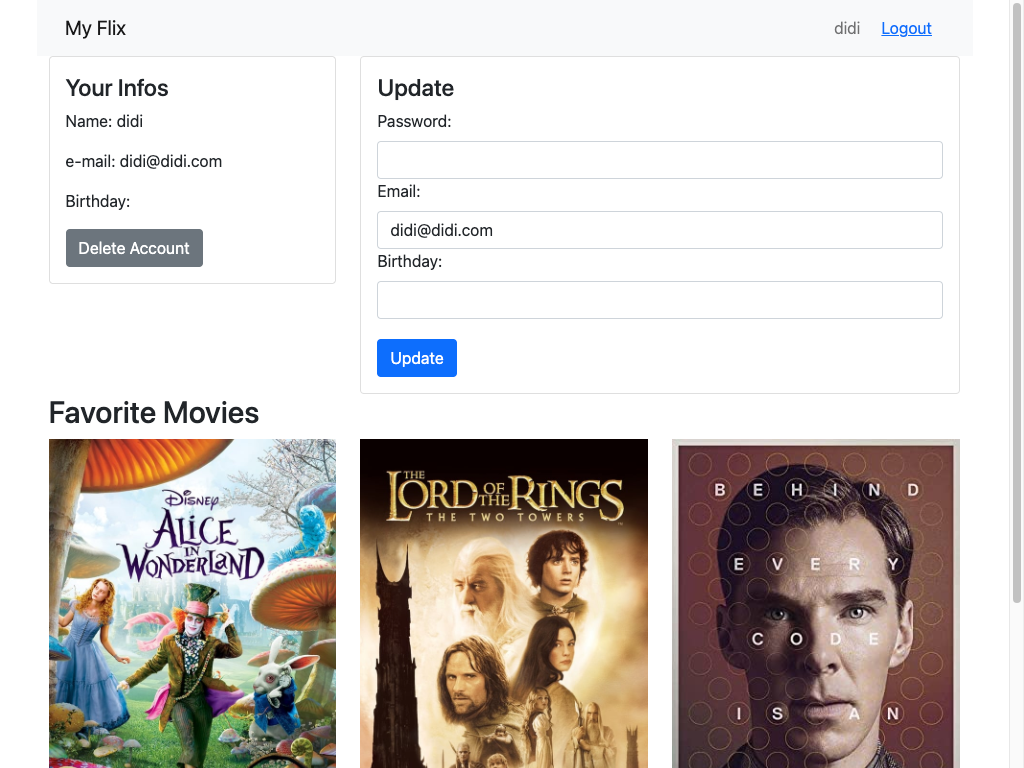 My Flix
didi
Logout
Your Infos
Name: didi
e-mail: didi@didi.com
Birthday:
Delete Account
Update
Password:
Email:
didi@didi.com
Birthday:
Update
Favorite Movies
DISNEY
ALICE
IN
WONDERLAND
THE
LORD OF THE RINGS
THE TWO TOWERS
BEHIND
EVERY
CODE
IS AN